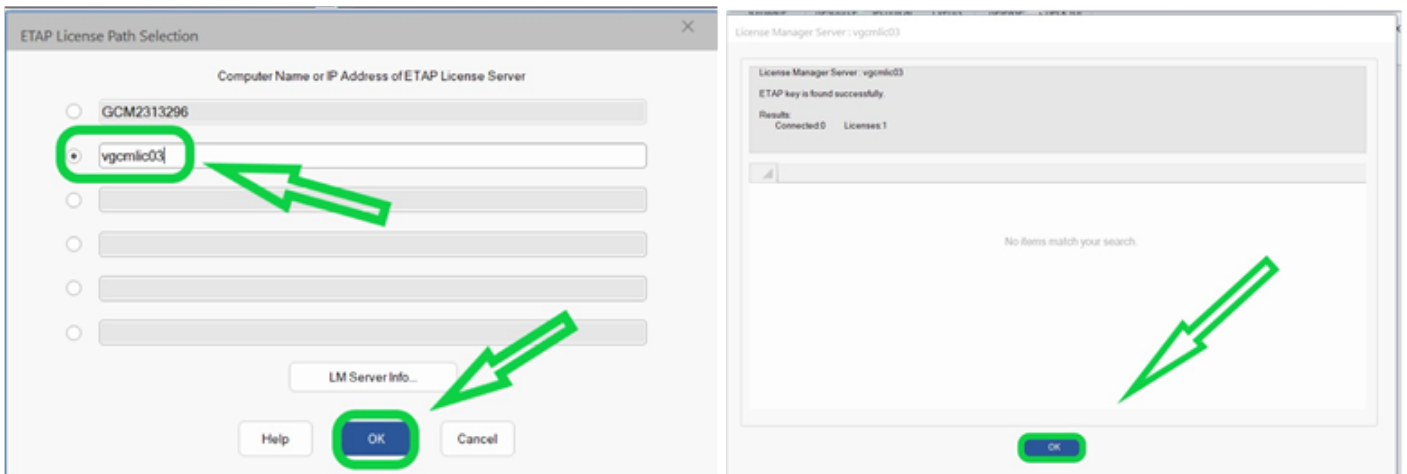 ETAP License Path Selection
Computer Name or IP Address of ETAP License Server
GCM2313296
vgcmlic03
LM Server Info...
Help
OK
Cancel
License Manager Server : vgcmlic03
License Manager Server : vgcmlic03
ETAP key is found successfully.
Results:
Connected:0 Licenses:1
No items match your search.
OK